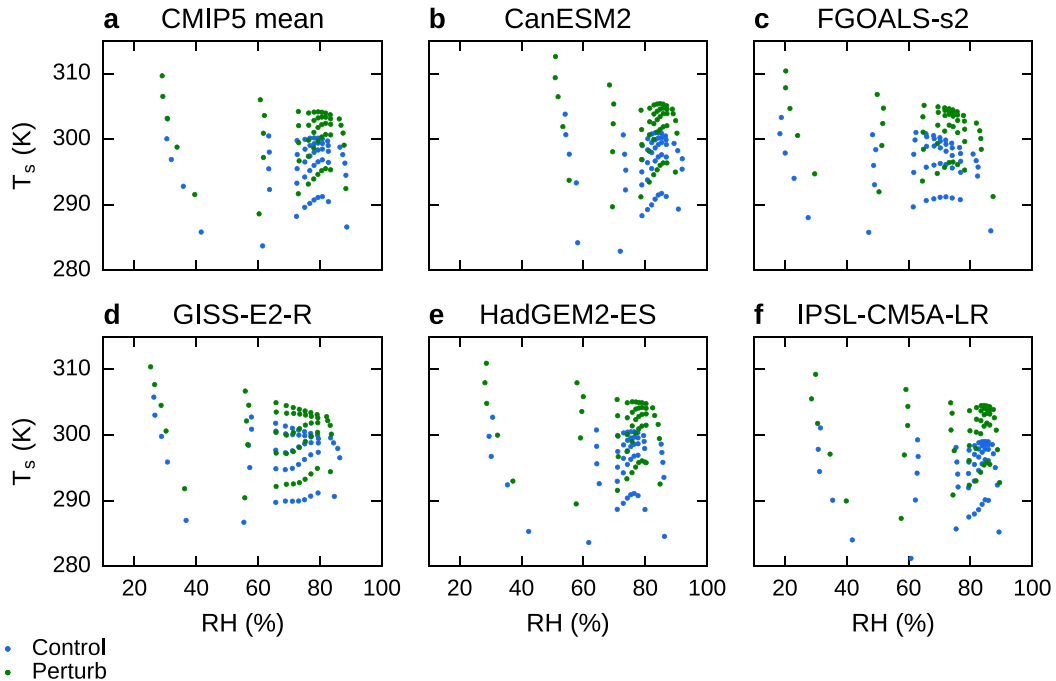 a CMIP5 mean
b CanESM2
c FGOALS-s2
310
300
290
280
T s (K)
d GISS-E2-R
e HadGEM2-ES
f IPSL-CM5A-LR
310
300
290
280
T s (K)
20 40 60 80 100
20 40 60 80 100
20 40 60 80 100
RH (%)
RH (%)
RH (%)
Control
Perturb